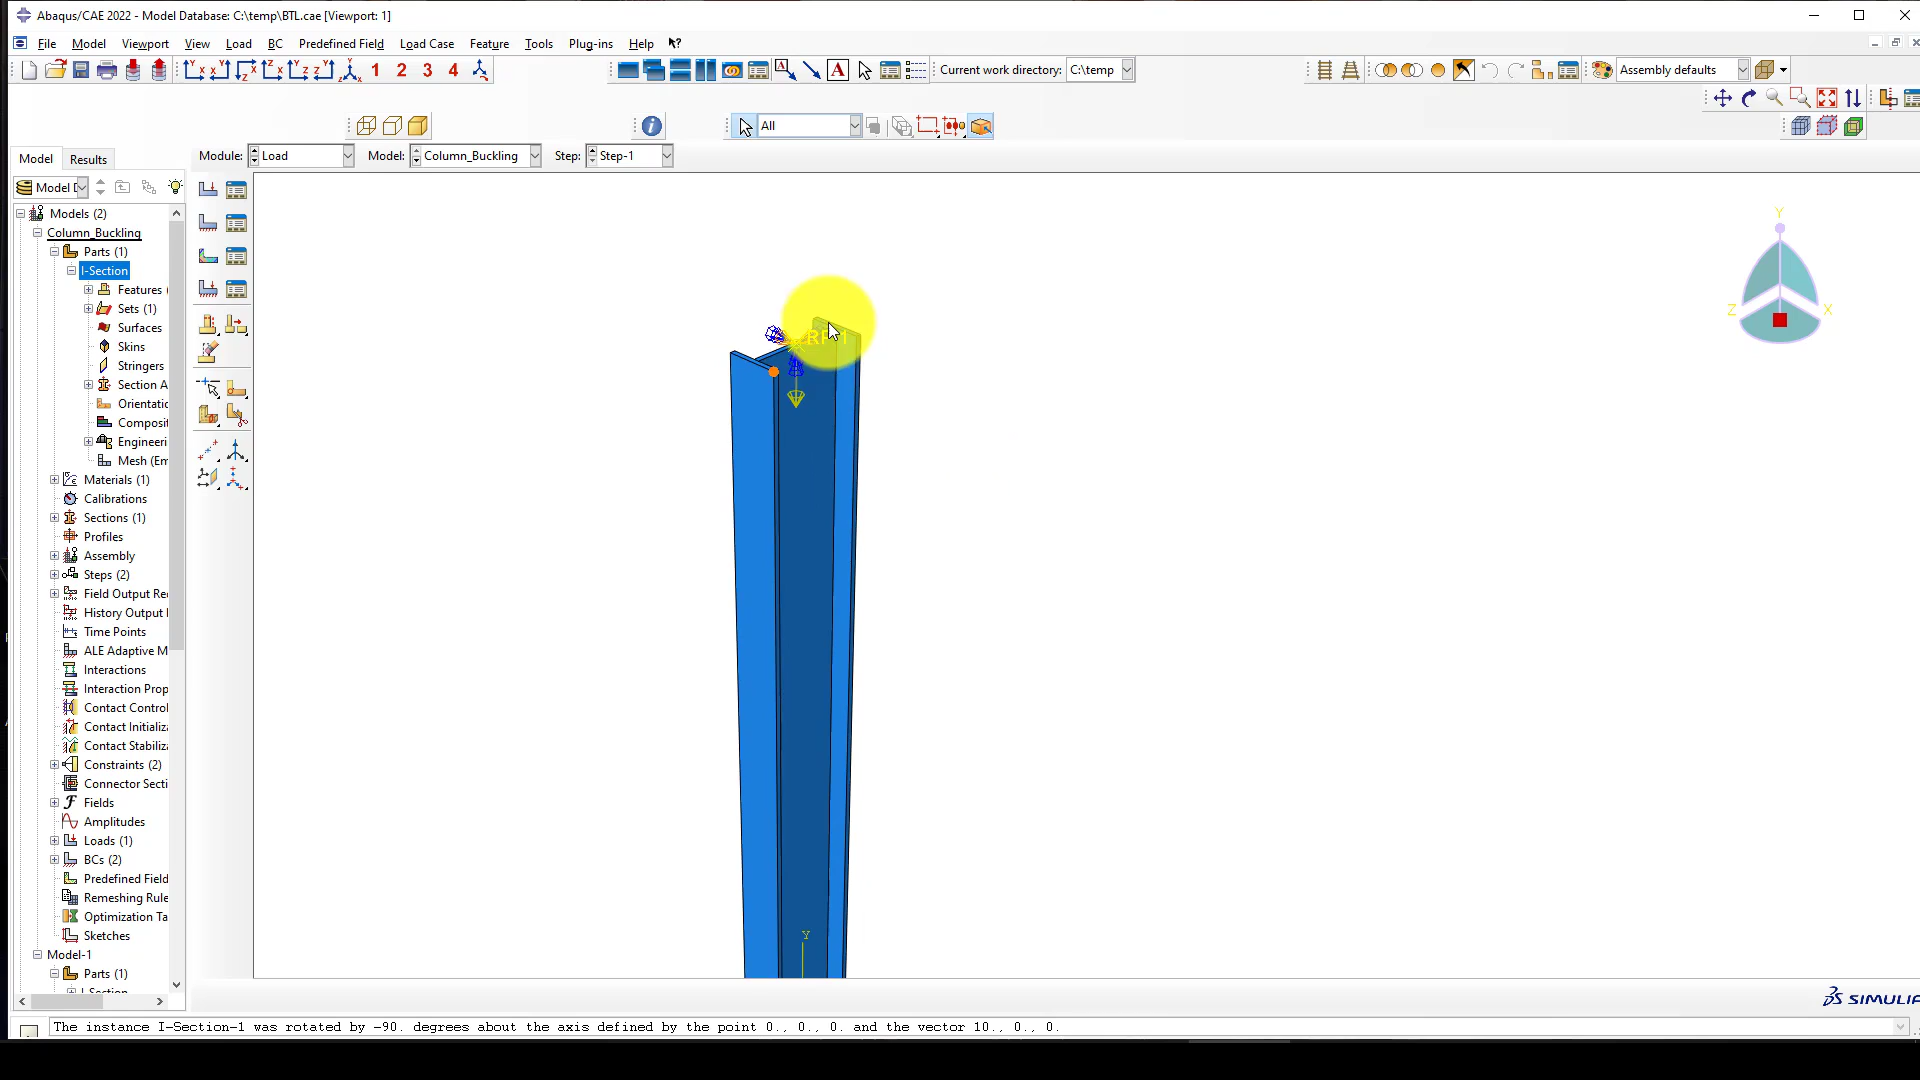 Abaqus/CAE 2022 - Model Database: C:\temp\BTL.cae [Viewport: 1]
File Model Viewport View Load BC Predefined Field Load Case Feature Tools Plug-ins Help
1 2 3 4 A Current work directory: C:\temp Assembly defaults
All
Model Results Module: Load Model: Column_Buckling Step: Step-1
Model D
Models (2)
Column_Buckling
Parts (1)
I-Section
Features
Sets (1)
Surfaces
Skins
Stringers
Section A
Orientatic
Composit
Engineeri
Mesh (Em
Materials (1)
Calibrations
Sections (1)
Profiles
Assembly
Steps (2)
Field Output Re
History Output
Time Points
ALE Adaptive M
Interactions
Interaction Prop
Contact Control
Contact Initializa
Contact Stabiliza
Constraints (2)
Connector Secti
Fields
Amplitudes
Loads (1)
BCs (2)
Predefined Field
Remeshing Rule
Optimization Ta
Sketches
Model-1
Parts (1)
I-Section
Y
Z X
Y
SIMULIA
The instance I-Section-1 was rotated by -90. degrees about the axis defined by the point 0., 0., 0. and the vector 10., 0., 0.